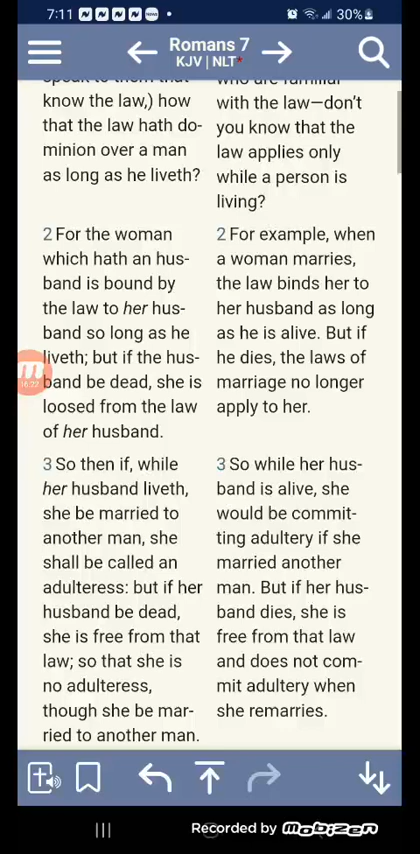 7:11
30%
Romans 7
KJV | NLT*
speak to them that
know the law,) how
that the law hath do-
minion over a man
as long as he liveth?
2 For the woman
which hath an hus-
band is bound by
the law to her hus-
band so long as he
liveth; but if the hus-
band be dead, she is
loosed from the law
of her husband.
3 So then if, while
her husband liveth,
she be married to
another man, she
shall be called an
adulteress: but if her
husband be dead,
she is free from that
law; so that she is
no adulteress,
though she be mar-
ried to another man.
who are familiar
with the law—don't
you know that the
law applies only
while a person is
living?
2 For example, when
a woman marries,
the law binds her to
her husband as long
as he is alive. But if
he dies, the laws of
marriage no longer
apply to her.
3 So while her hus-
band is alive, she
would be commit-
ting adultery if she
married another
man. But if her hus-
band dies, she is
free from that law
and does not com-
mit adultery when
she remarries.
16:22
Recorded by mobizen